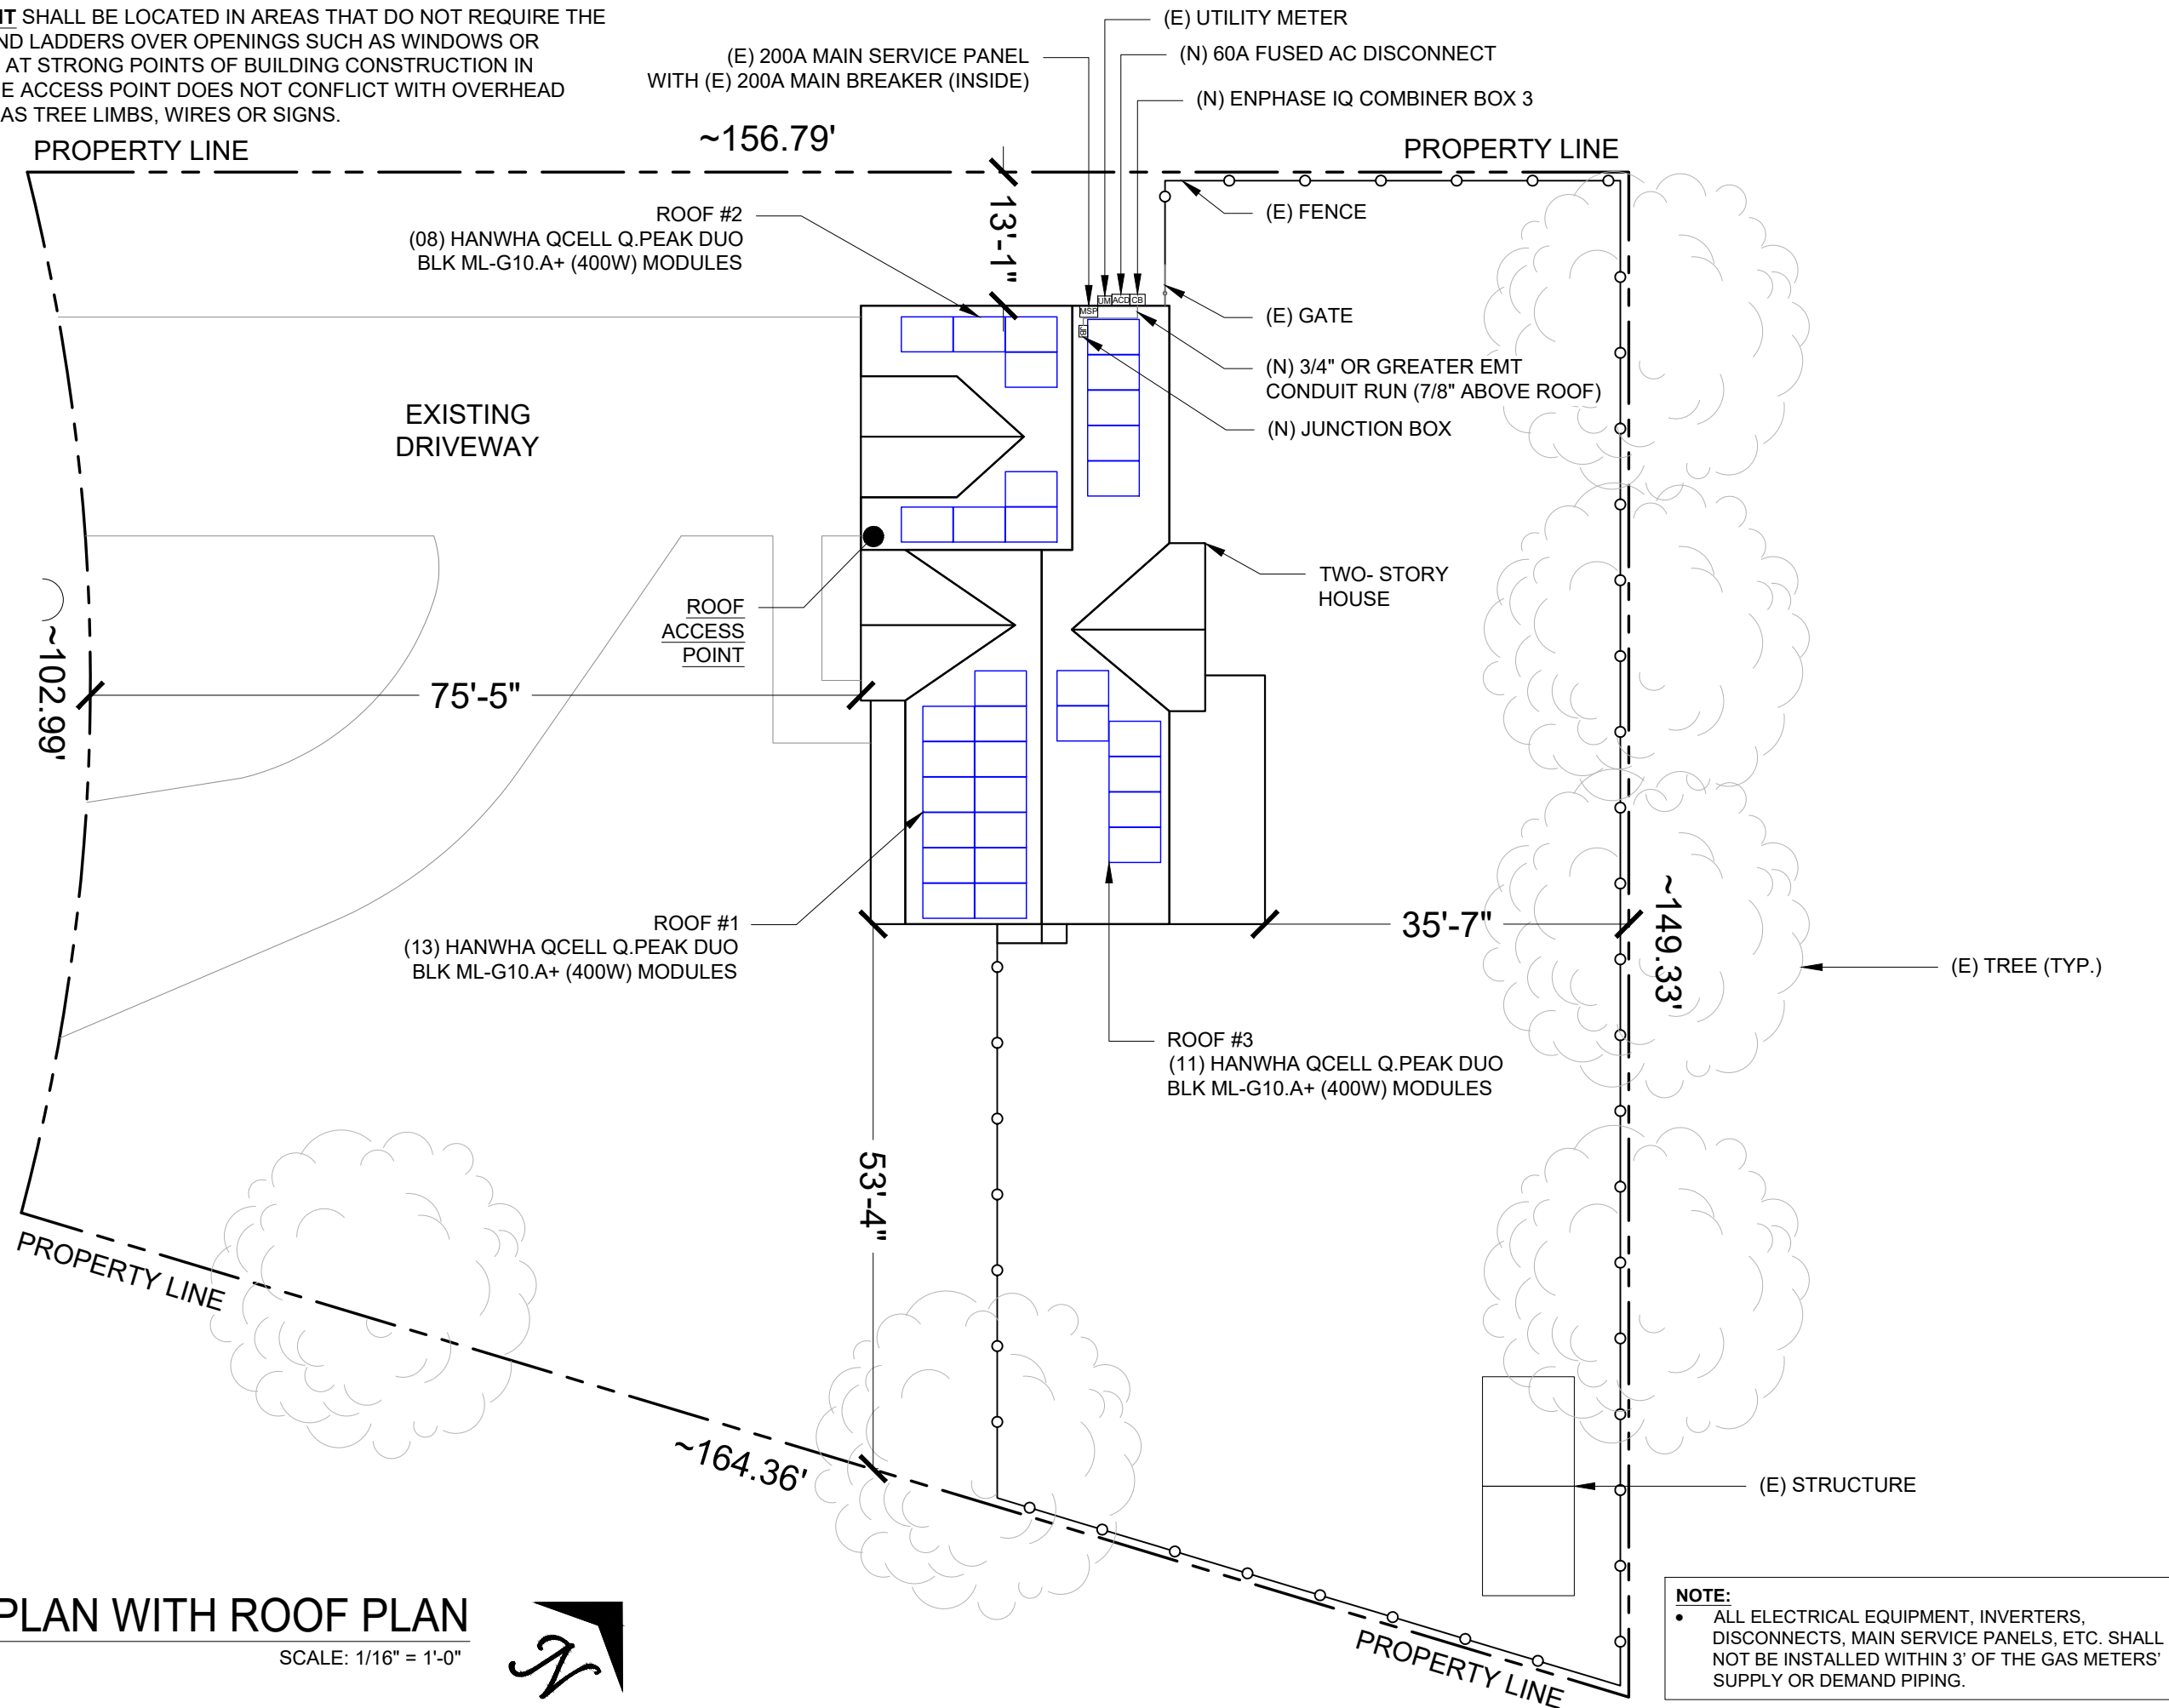 NT SHALL BE LOCATED IN AREAS THAT DO NOT REQUIRE THE
ND LADDERS OVER OPENINGS SUCH AS WINDOWS OR
AT STRONG POINTS OF BUILDING CONSTRUCTION IN
E ACCESS POINT DOES NOT CONFLICT WITH OVERHEAD
AS TREE LIMBS, WIRES OR SIGNS.
(E) UTILITY METER
(E) 200A MAIN SERVICE PANEL
WITH (E) 200A MAIN BREAKER (INSIDE)
(N) 60A FUSED AC DISCONNECT
(N) ENPHASE IQ COMBINER BOX 3
PROPERTY LINE
~156.79'
PROPERTY LINE
13'-1"
ROOF #2
(08) HANWHA QCELL Q.PEAK DUO
BLK ML-G10.A+ (400W) MODULES
(E) FENCE
UM ACD CB
MSP
JB
(E) GATE
(N) 3/4" OR GREATER EMT
CONDUIT RUN (7/8" ABOVE ROOF)
(N) JUNCTION BOX
EXISTING
DRIVEWAY
TWO- STORY
HOUSE
ROOF
ACCESS
POINT
~102.99'
75'-5"
ROOF #1
(13) HANWHA QCELL Q.PEAK DUO
BLK ML-G10.A+ (400W) MODULES
35'-7"
~149.33'
(E) TREE (TYP.)
ROOF #3
(11) HANWHA QCELL Q.PEAK DUO
BLK ML-G10.A+ (400W) MODULES
53'-4"
PROPERTY LINE
~164.36'
(E) STRUCTURE
PROPERTY LINE
PLAN WITH ROOF PLAN
SCALE: 1/16" = 1'-0"
N
NOTE:
• ALL ELECTRICAL EQUIPMENT, INVERTERS,
DISCONNECTS, MAIN SERVICE PANELS, ETC. SHALL
NOT BE INSTALLED WITHIN 3' OF THE GAS METERS'
SUPPLY OR DEMAND PIPING.